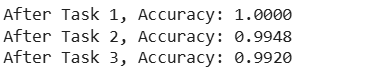 After Task 1, Accuracy: 1.0000
After Task 2, Accuracy: 0.9948
After Task 3, Accuracy: 0.9920